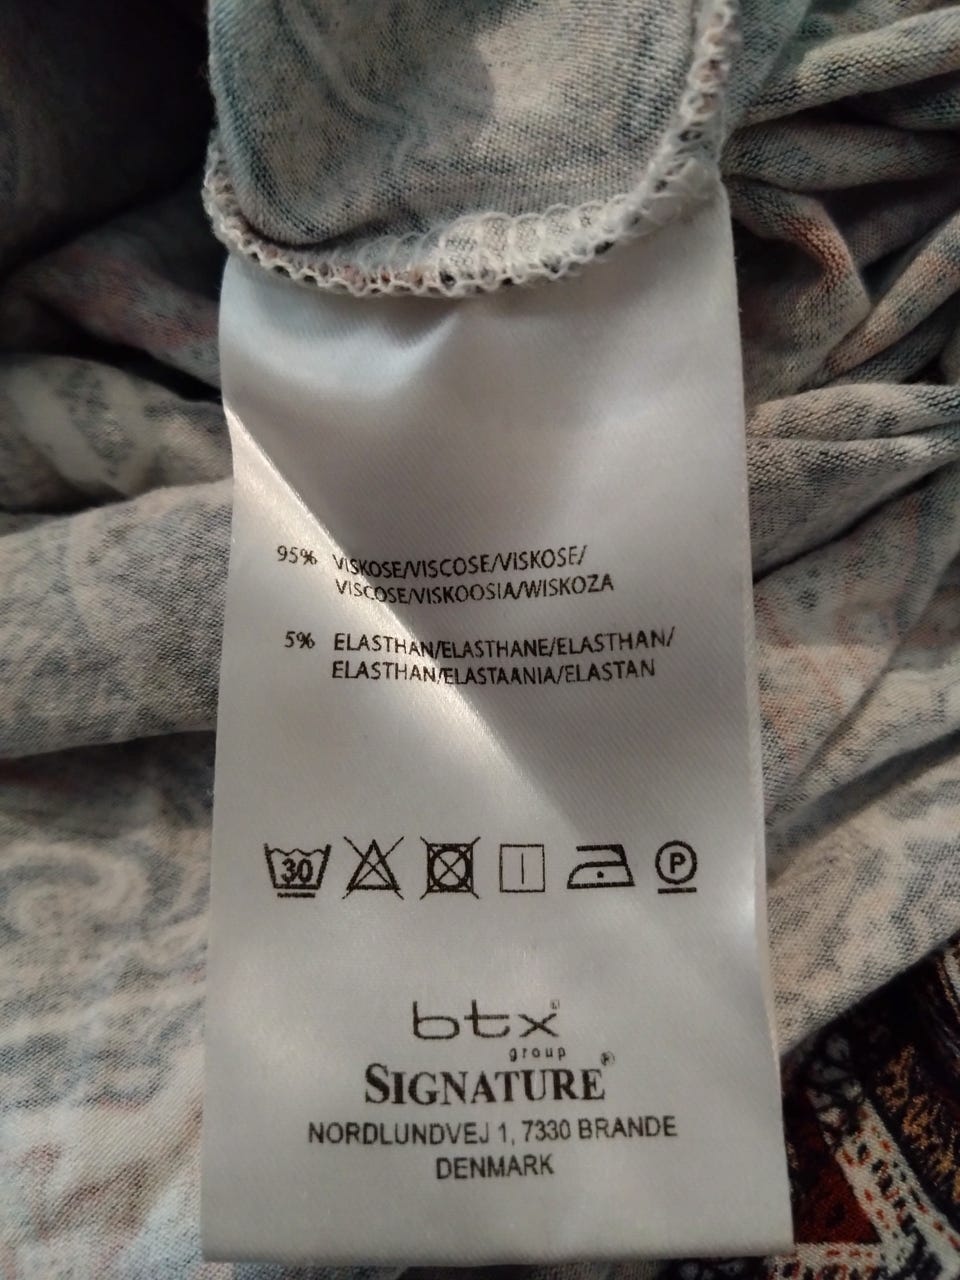 95% VISKOSE/VISCOSE/VISKOSE/
VISCOSE/VISKOOSIA/WISKOZA
5% ELASTHAN/ELASTHANE/ELASTHAN/
ELASTHAN/ELASTAANIA/ELASTAN
30 P
btx®
group
SIGNATURE®
NORDLUNDVEJ 1, 7330 BRANDE
DENMARK